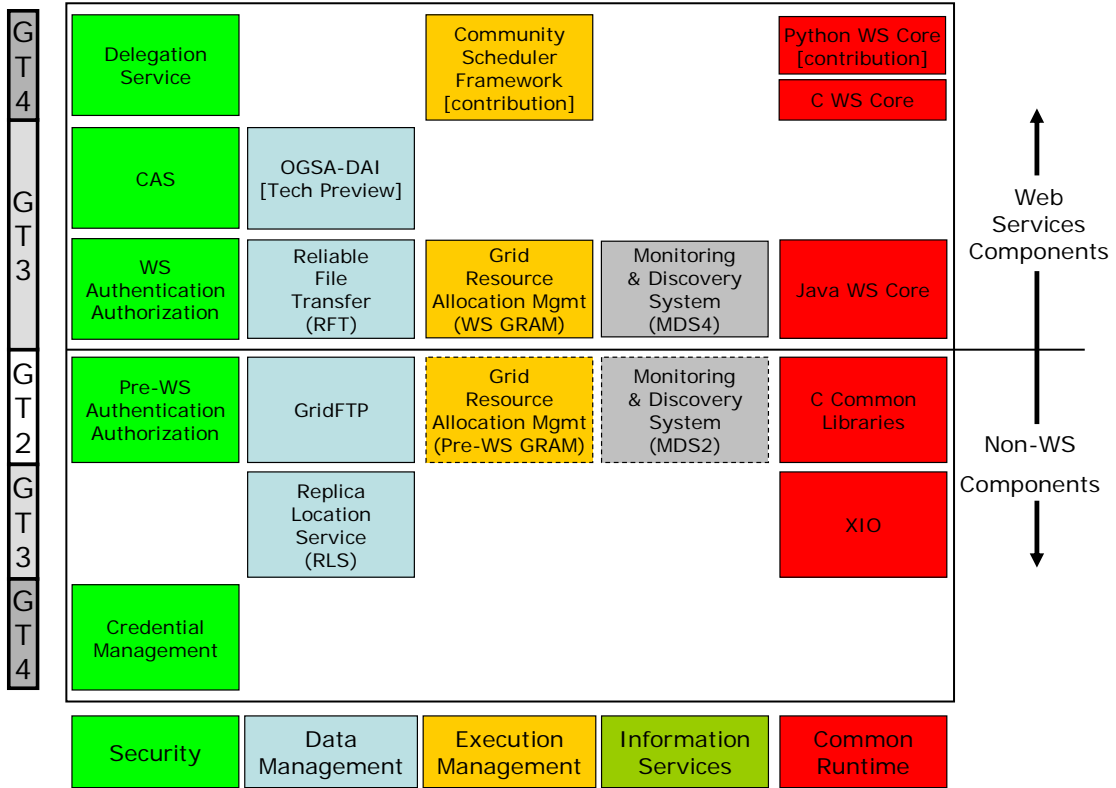 G
T
4
Delegation
Service
Community
Scheduler
Framework
[contribution]
Python WS Core
[contribution]
C WS Core
G
T
3
CAS
OGSA-DAI
[Tech Preview]
WS
Authentication
Authorization
Reliable
File
Transfer
(RFT)
Grid
Resource
Allocation Mgmt
(WS GRAM)
Monitoring
& Discovery
System
(MDS4)
Java WS Core
Web
Services
Components
G
T
2
Pre-WS
Authentication
Authorization
GridFTP
Grid
Resource
Allocation Mgmt
(Pre-WS GRAM)
Monitoring
& Discovery
System
(MDS2)
C Common
Libraries
Non-WS
Components
G
T
3
Replica
Location
Service
(RLS)
XIO
G
T
4
Credential
Management
Security
Data
Management
Execution
Management
Information
Services
Common
Runtime